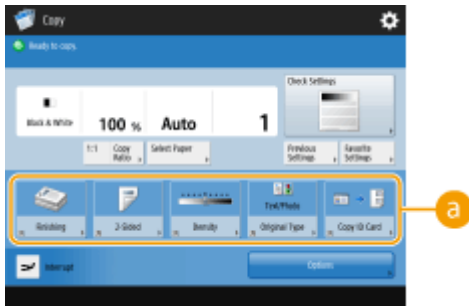 Copy
Ready to copy.
Check Settings
Black & White
100 %
Auto
1
1:1
Copy Ratio
Select Paper
Previous Settings
Favorite Settings
Finishing
2-Sided
Density
Text/Photo
Original Type
Copy ID Card
Interrupt
Options
a